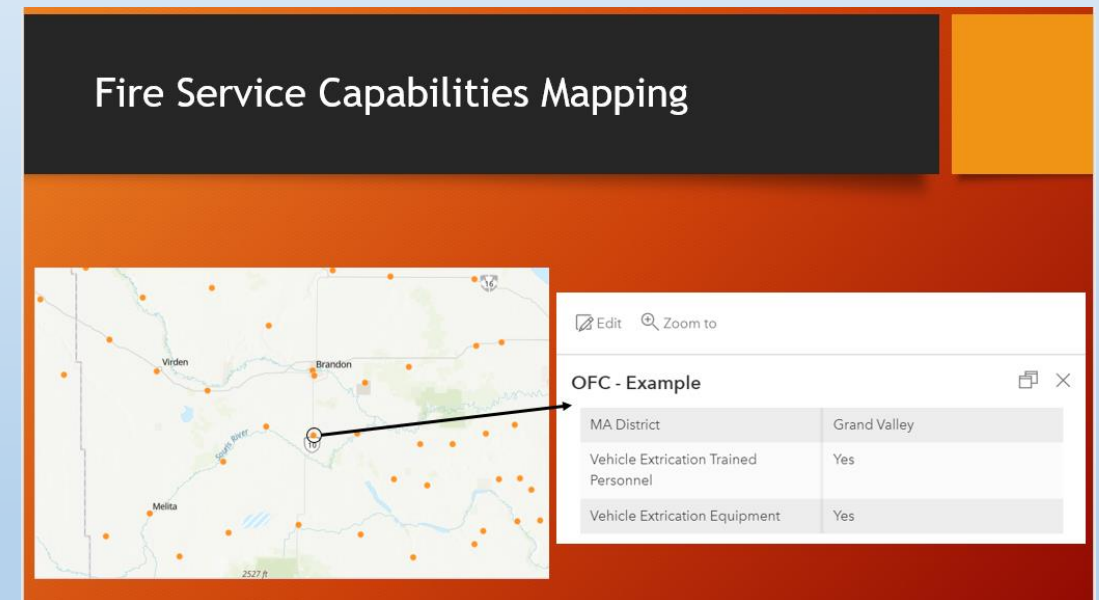 Fire Service Capabilities Mapping
16
Virden
Brandon
Souris River
10
Melita
2527 ft
Edit
Zoom to
OFC - Example
MA District
Grand Valley
Vehicle Extrication Trained
Personnel
Yes
Vehicle Extrication Equipment
Yes